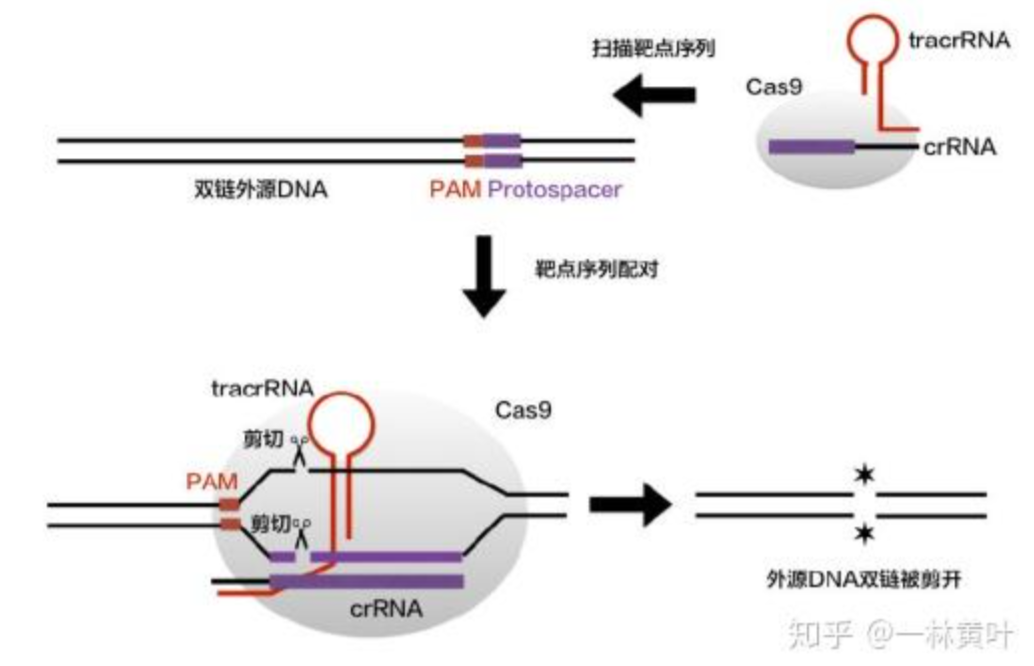 扫描靶点序列
tracrRNA
Cas9
crRNA
双链外源DNA
PAM Protospacer
靶点序列配对
tracrRNA
Cas9
剪切
PAM
剪切
crRNA
外源DNA双链被剪开
知乎 @一林黄叶